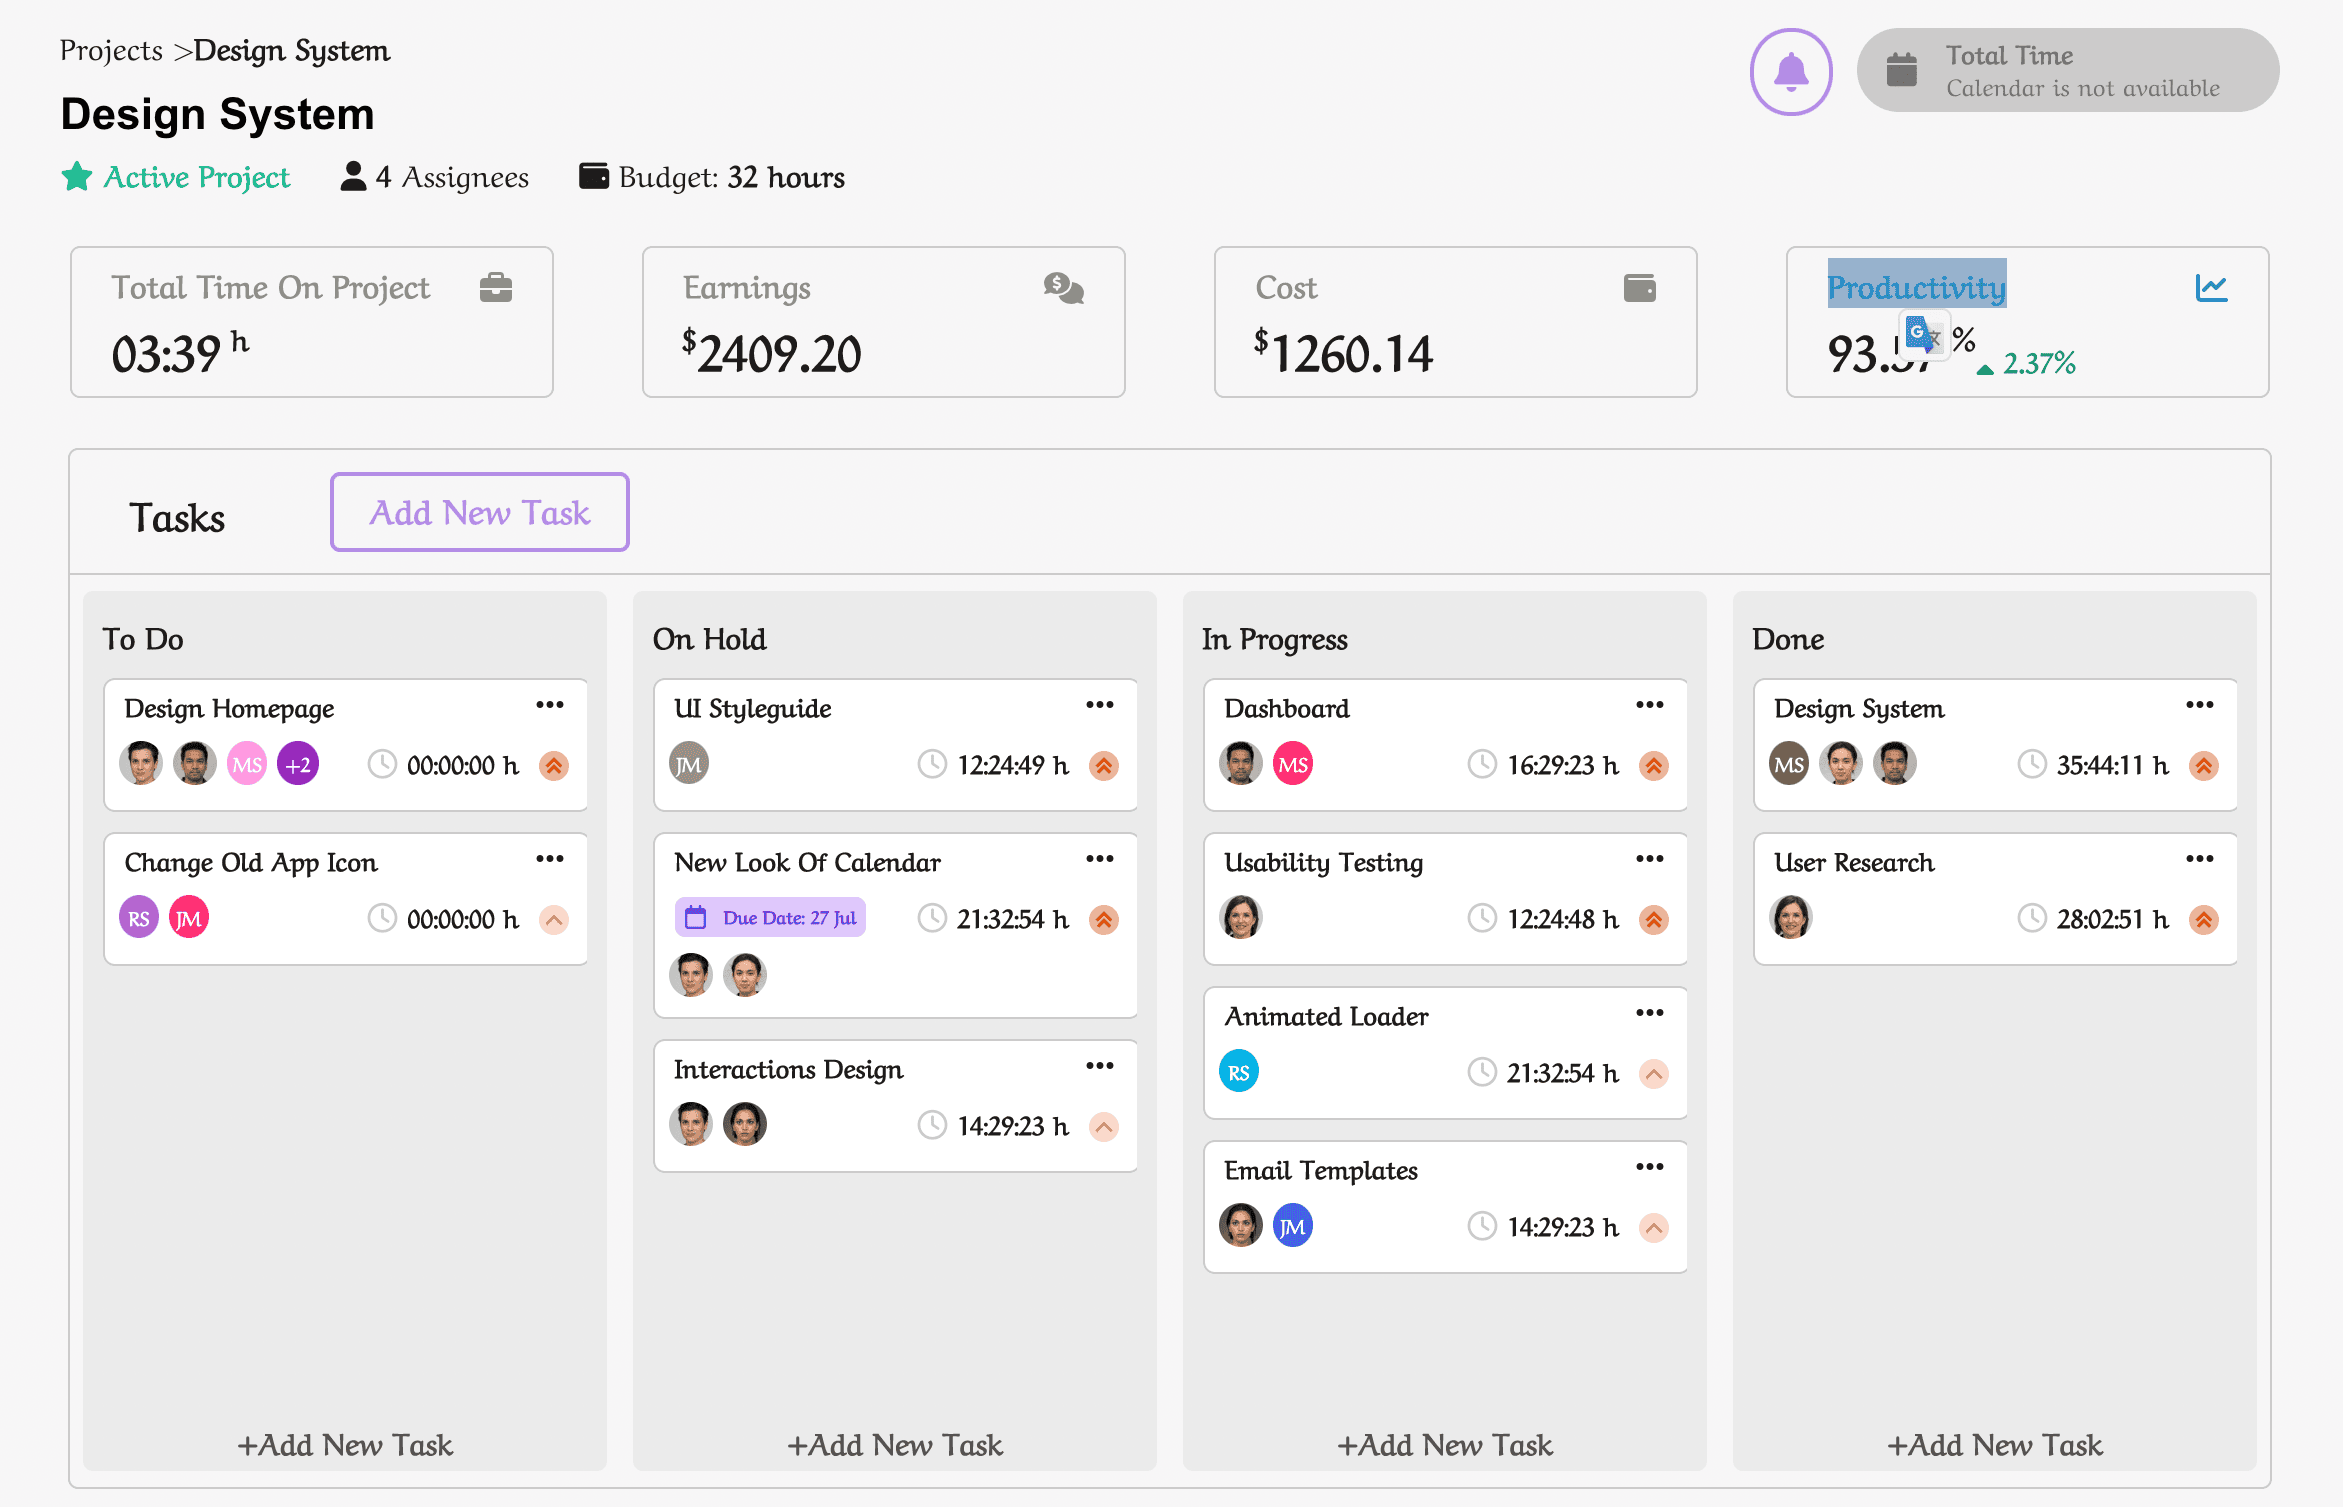 Projects >Design System
Design System
Active Project
4 Assignees
Budget: 32 hours
Total Time
Calendar is not available
Total Time On Project
03:39 h
Earnings
$2409.20
Cost
$1260.14
Productivity
%
2.37%
Tasks
Add New Task
To Do
Design Homepage
MS +2 00:00:00 h
Change Old App Icon
RS JM 00:00:00 h
+Add New Task
On Hold
UI Styleguide
JM 12:24:49 h
New Look Of Calendar
Due Date: 27 Jul 21:32:54 h
Interactions Design
14:29:23 h
+Add New Task
In Progress
Dashboard
MS 16:29:23 h
Usability Testing
12:24:48 h
Animated Loader
RS 21:32:54 h
Email Templates
JM 14:29:23 h
+Add New Task
Done
Design System
MS 35:44:11 h
User Research
28:02:51 h
+Add New Task